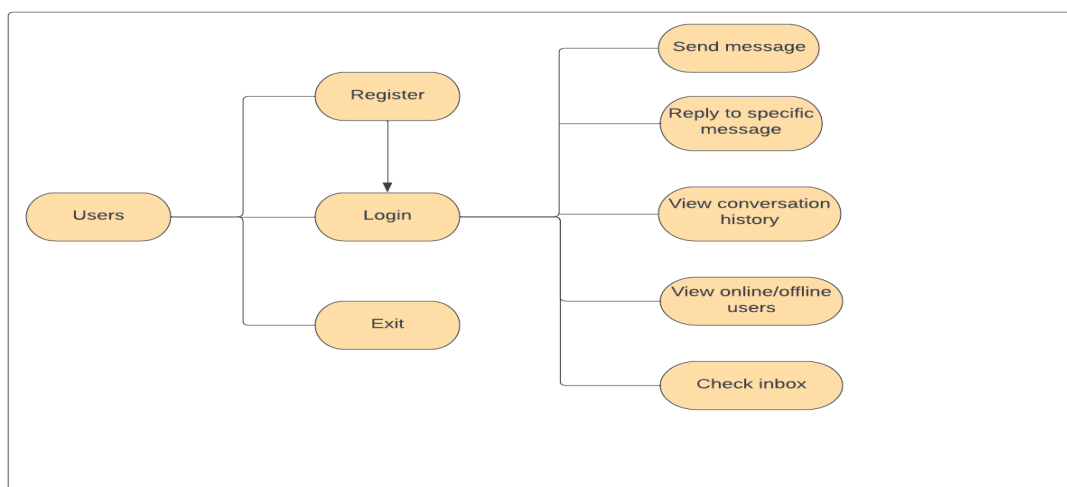 Users
Register
Login
Exit
Send message
Reply to specific
message
View conversation
history
View online/offline
users
Check inbox